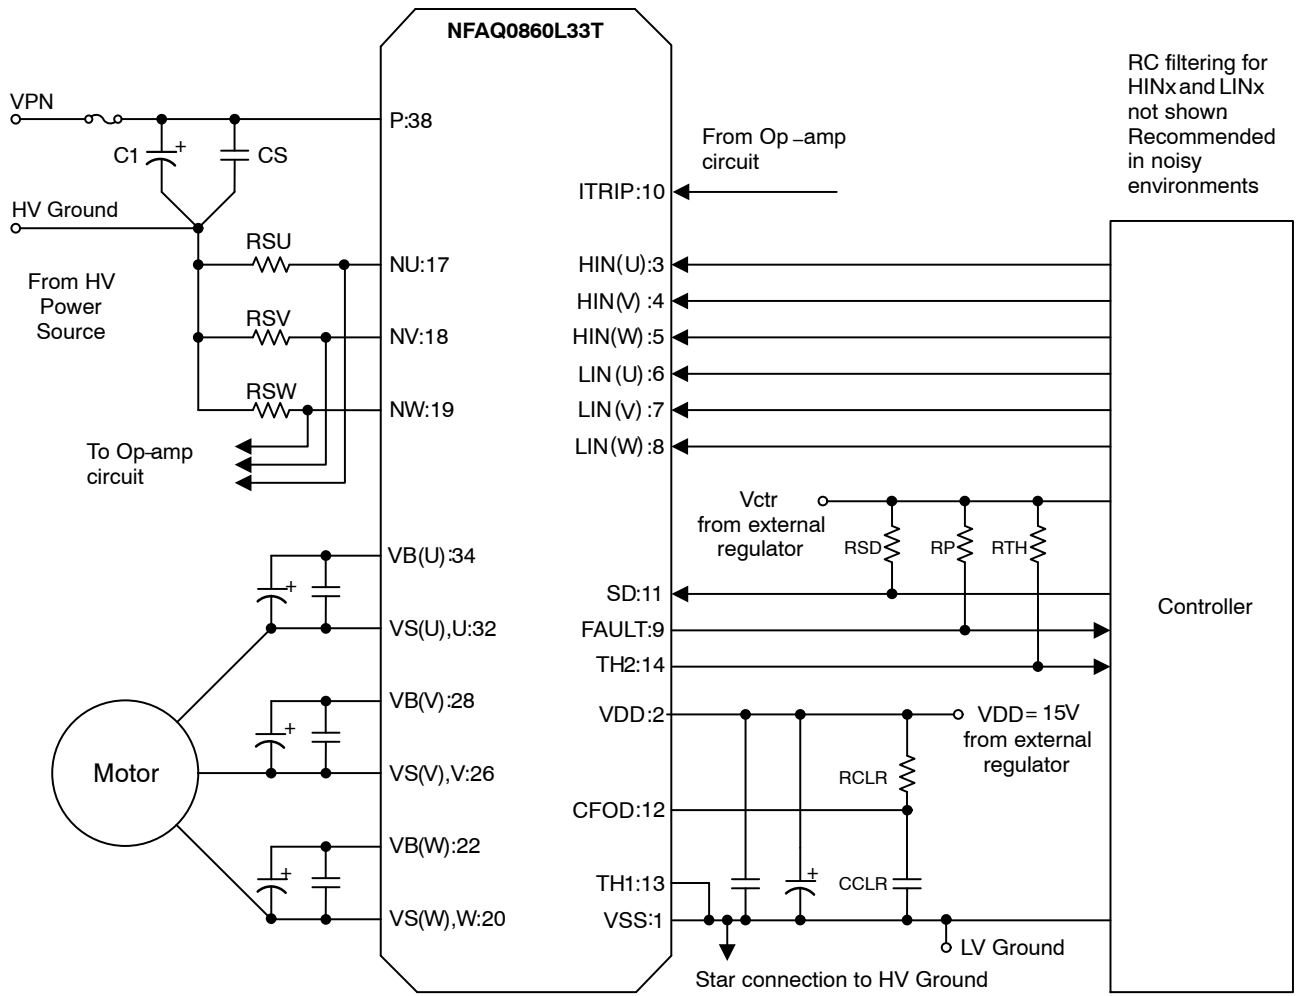 NFAQ0860L33T
VPN
P:38
C1
+
CS
HV Ground
From HV
Power
Source
RSU
NU:17
RSV
NV:18
RSW
NW:19
To Op-amp
circuit
VB(U):34
+
VS(U),U:32
VB(V):28
+
VS(V),V:26
Motor
VB(W):22
+
VS(W),W:20
From Op-amp
circuit
ITRIP:10
HIN(U):3
HIN(V):4
HIN(W):5
LIN(U):6
LIN(V):7
LIN(W):8
Vctr
from external
regulator
RSD
RP
RTH
SD:11
FAULT:9
TH2:14
VDD:2
VDD=15V
from external
regulator
RCLR
CFOD:12
TH1:13
+
CCLR
VSS:1
LV Ground
Star connection to HV Ground
RC filtering for
HINx and LINx
not shown
Recommended
in noisy
environments
Controller